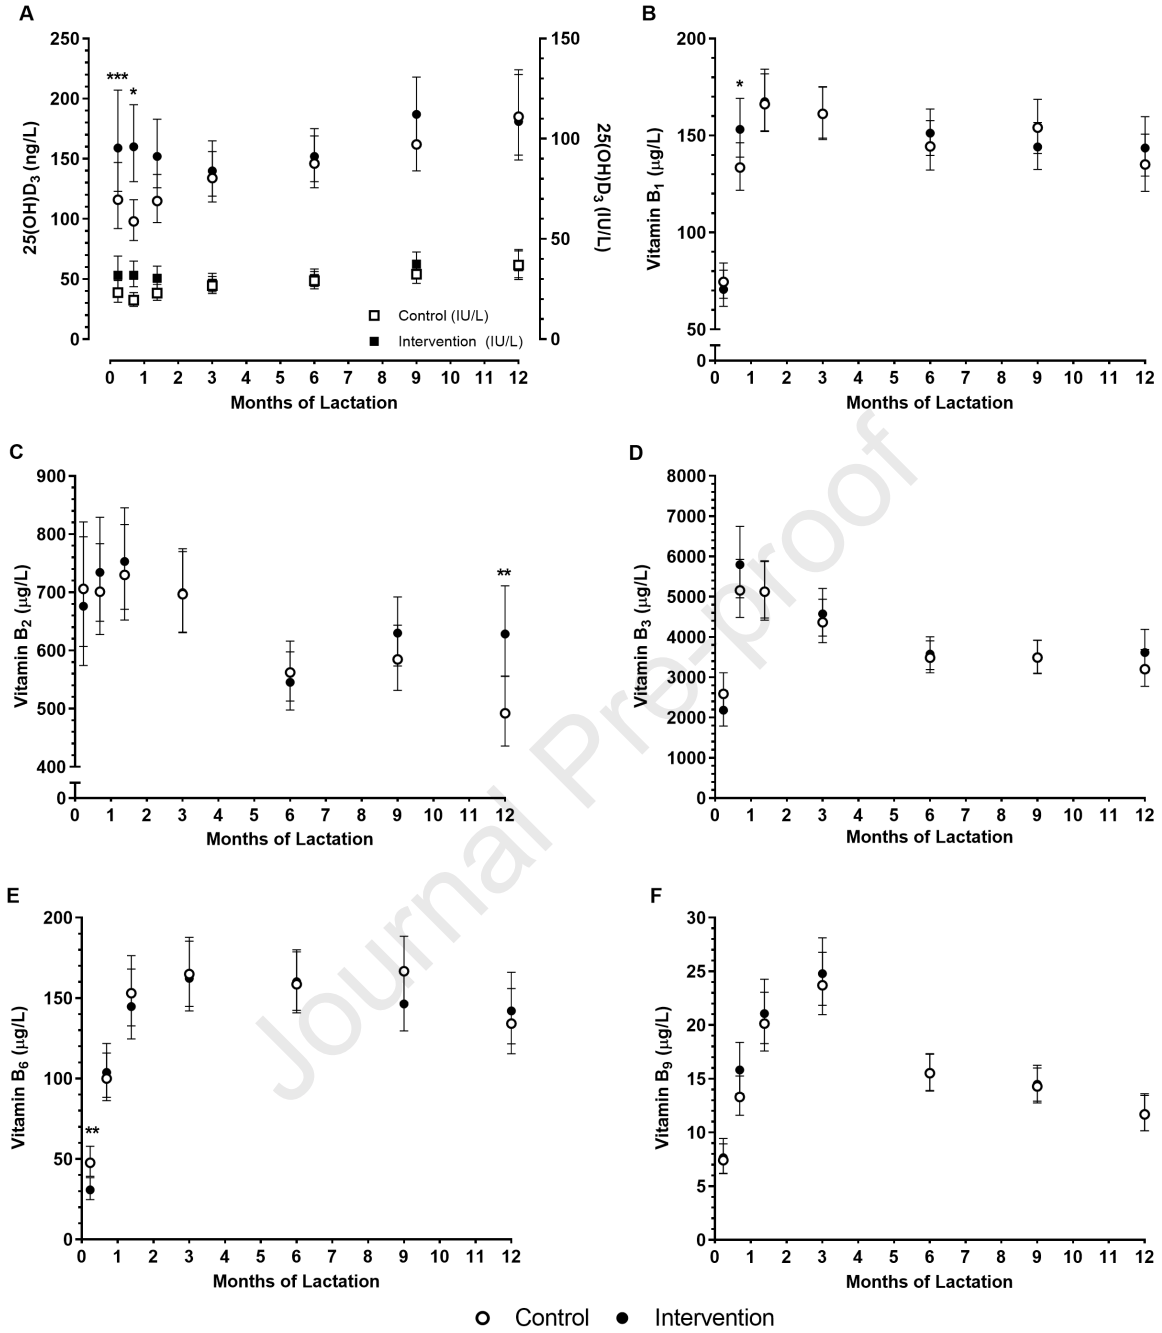 A
250
200
150
100
50
0
25(OH)D3 (ng/L)
***
*
150
100
50
0
25(OH)D3 (IU/L)
Control (IU/L)
Intervention (IU/L)
0 1 2 3 4 5 6 7 8 9 10 11 12
Months of Lactation
B
200
150
100
50
0
Vitamin B1 (μg/L)
*
0 1 2 3 4 5 6 7 8 9 10 11 12
Months of Lactation
C
900
800
700
600
500
400
0
Vitamin B2 (μg/L)
**
0 1 2 3 4 5 6 7 8 9 10 11 12
Months of Lactation
D
8000
7000
6000
5000
4000
3000
2000
1000
0
Vitamin B3 (μg/L)
0 1 2 3 4 5 6 7 8 9 10 11 12
Months of Lactation
E
200
150
100
50
0
Vitamin B6 (μg/L)
**
0 1 2 3 4 5 6 7 8 9 10 11 12
Months of Lactation
F
30
25
20
15
10
5
0
Vitamin B9 (μg/L)
0 1 2 3 4 5 6 7 8 9 10 11 12
Months of Lactation
Control Intervention
Journal Pre-proof